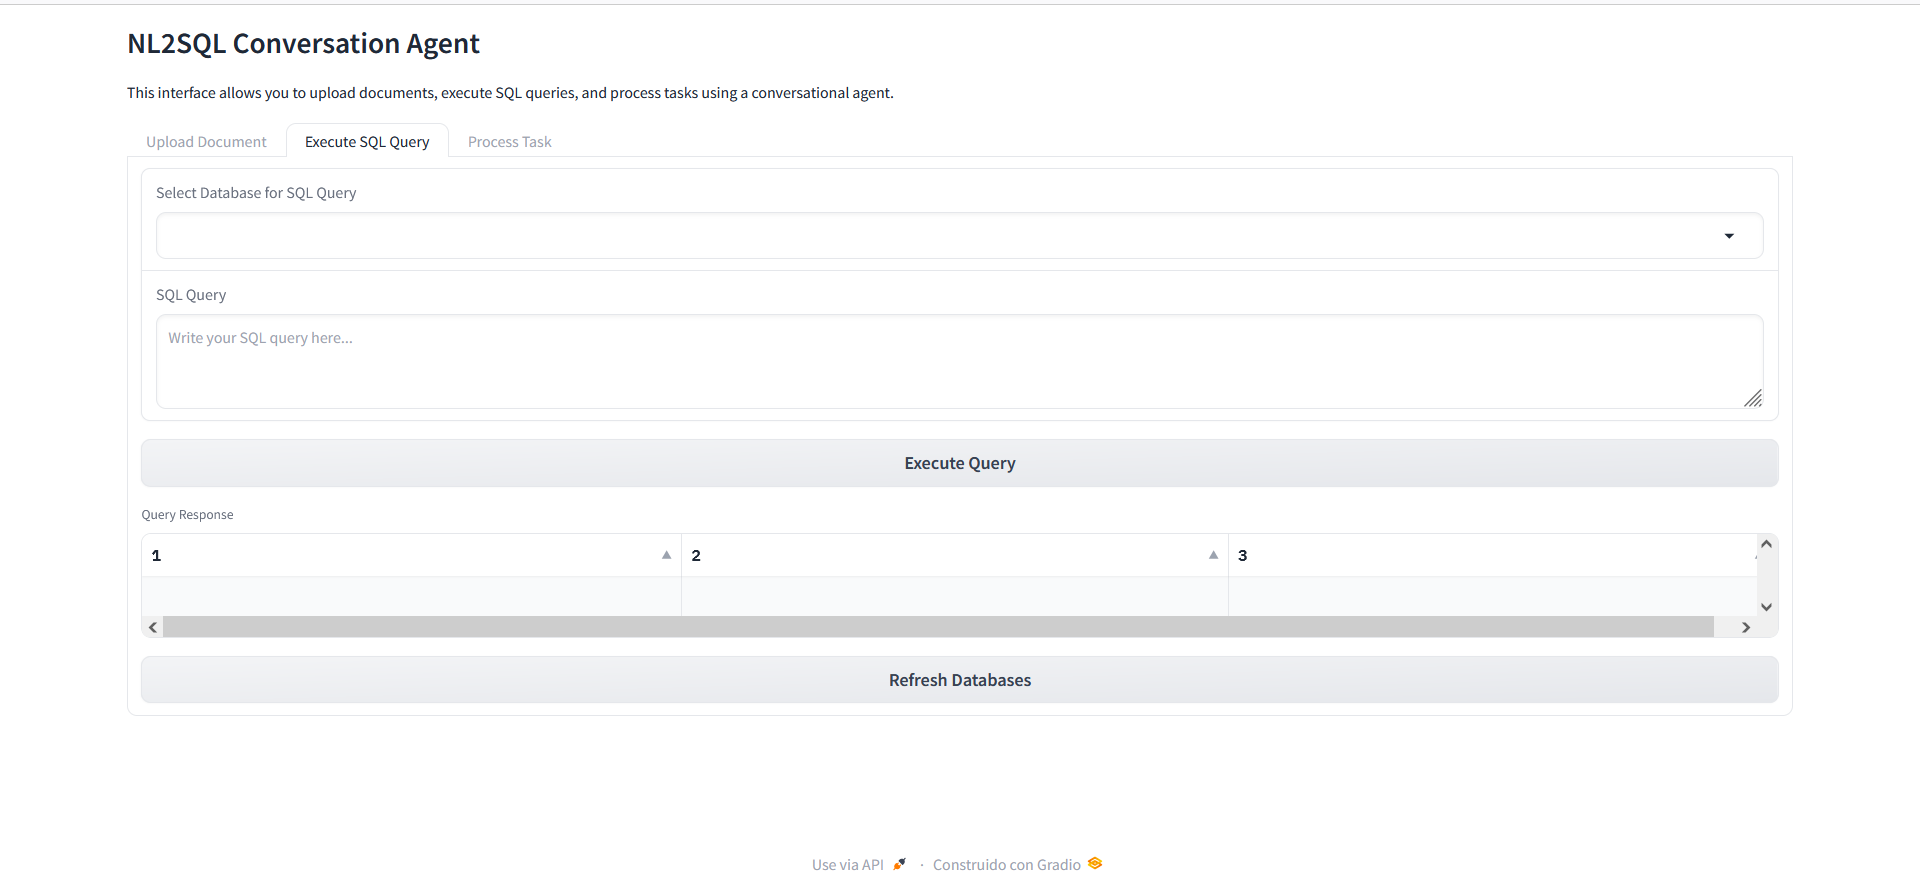 NL2SQL Conversation Agent
This interface allows you to upload documents, execute SQL queries, and process tasks using a conversational agent.
Upload Document Execute SQL Query Process Task
Select Database for SQL Query
SQL Query
Write your SQL query here...
Execute Query
Query Response
1 2 3
Refresh Databases
Use via API · Construido con Gradio